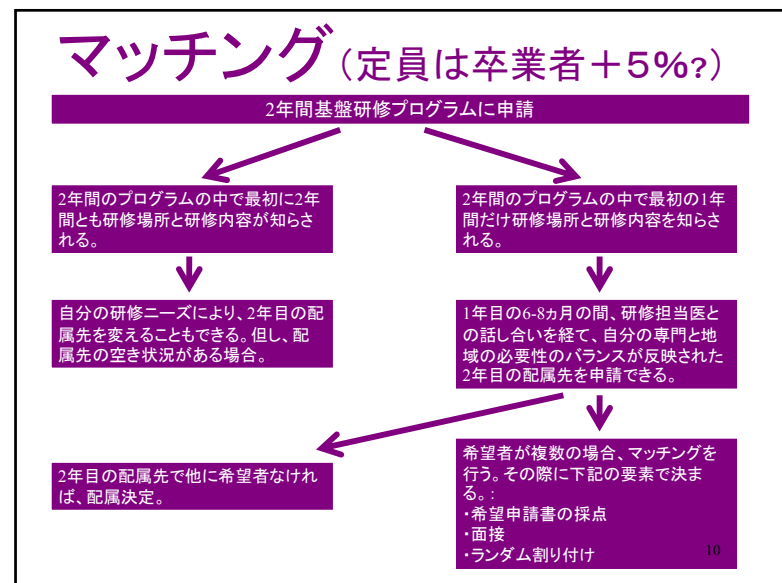 マッチング（定員は卒業者＋５%?）
2年間基盤研修プログラムに申請
2年間のプログラムの中で最初に2年
間とも研修場所と研修内容が知らさ
れる。
2年間のプログラムの中で最初の1年
間だけ研修場所と研修内容を知らさ
れる。
自分の研修ニーズにより、2年目の配
属先を変えることもできる。但し、配
属先の空き状況がある場合。
1年目の6-8ヵ月の間、研修担当医と
の話し合いを経て、自分の専門と地
域の必要性のバランスが反映された
2年目の配属先を申請できる。
2年目の配属先で他に希望者なけれ
ば、配属決定。
希望者が複数の場合、マッチングを
行う。その際に下記の要素で決ま
る。:
・希望申請書の採点
・面接
・ランダム割り付け
10